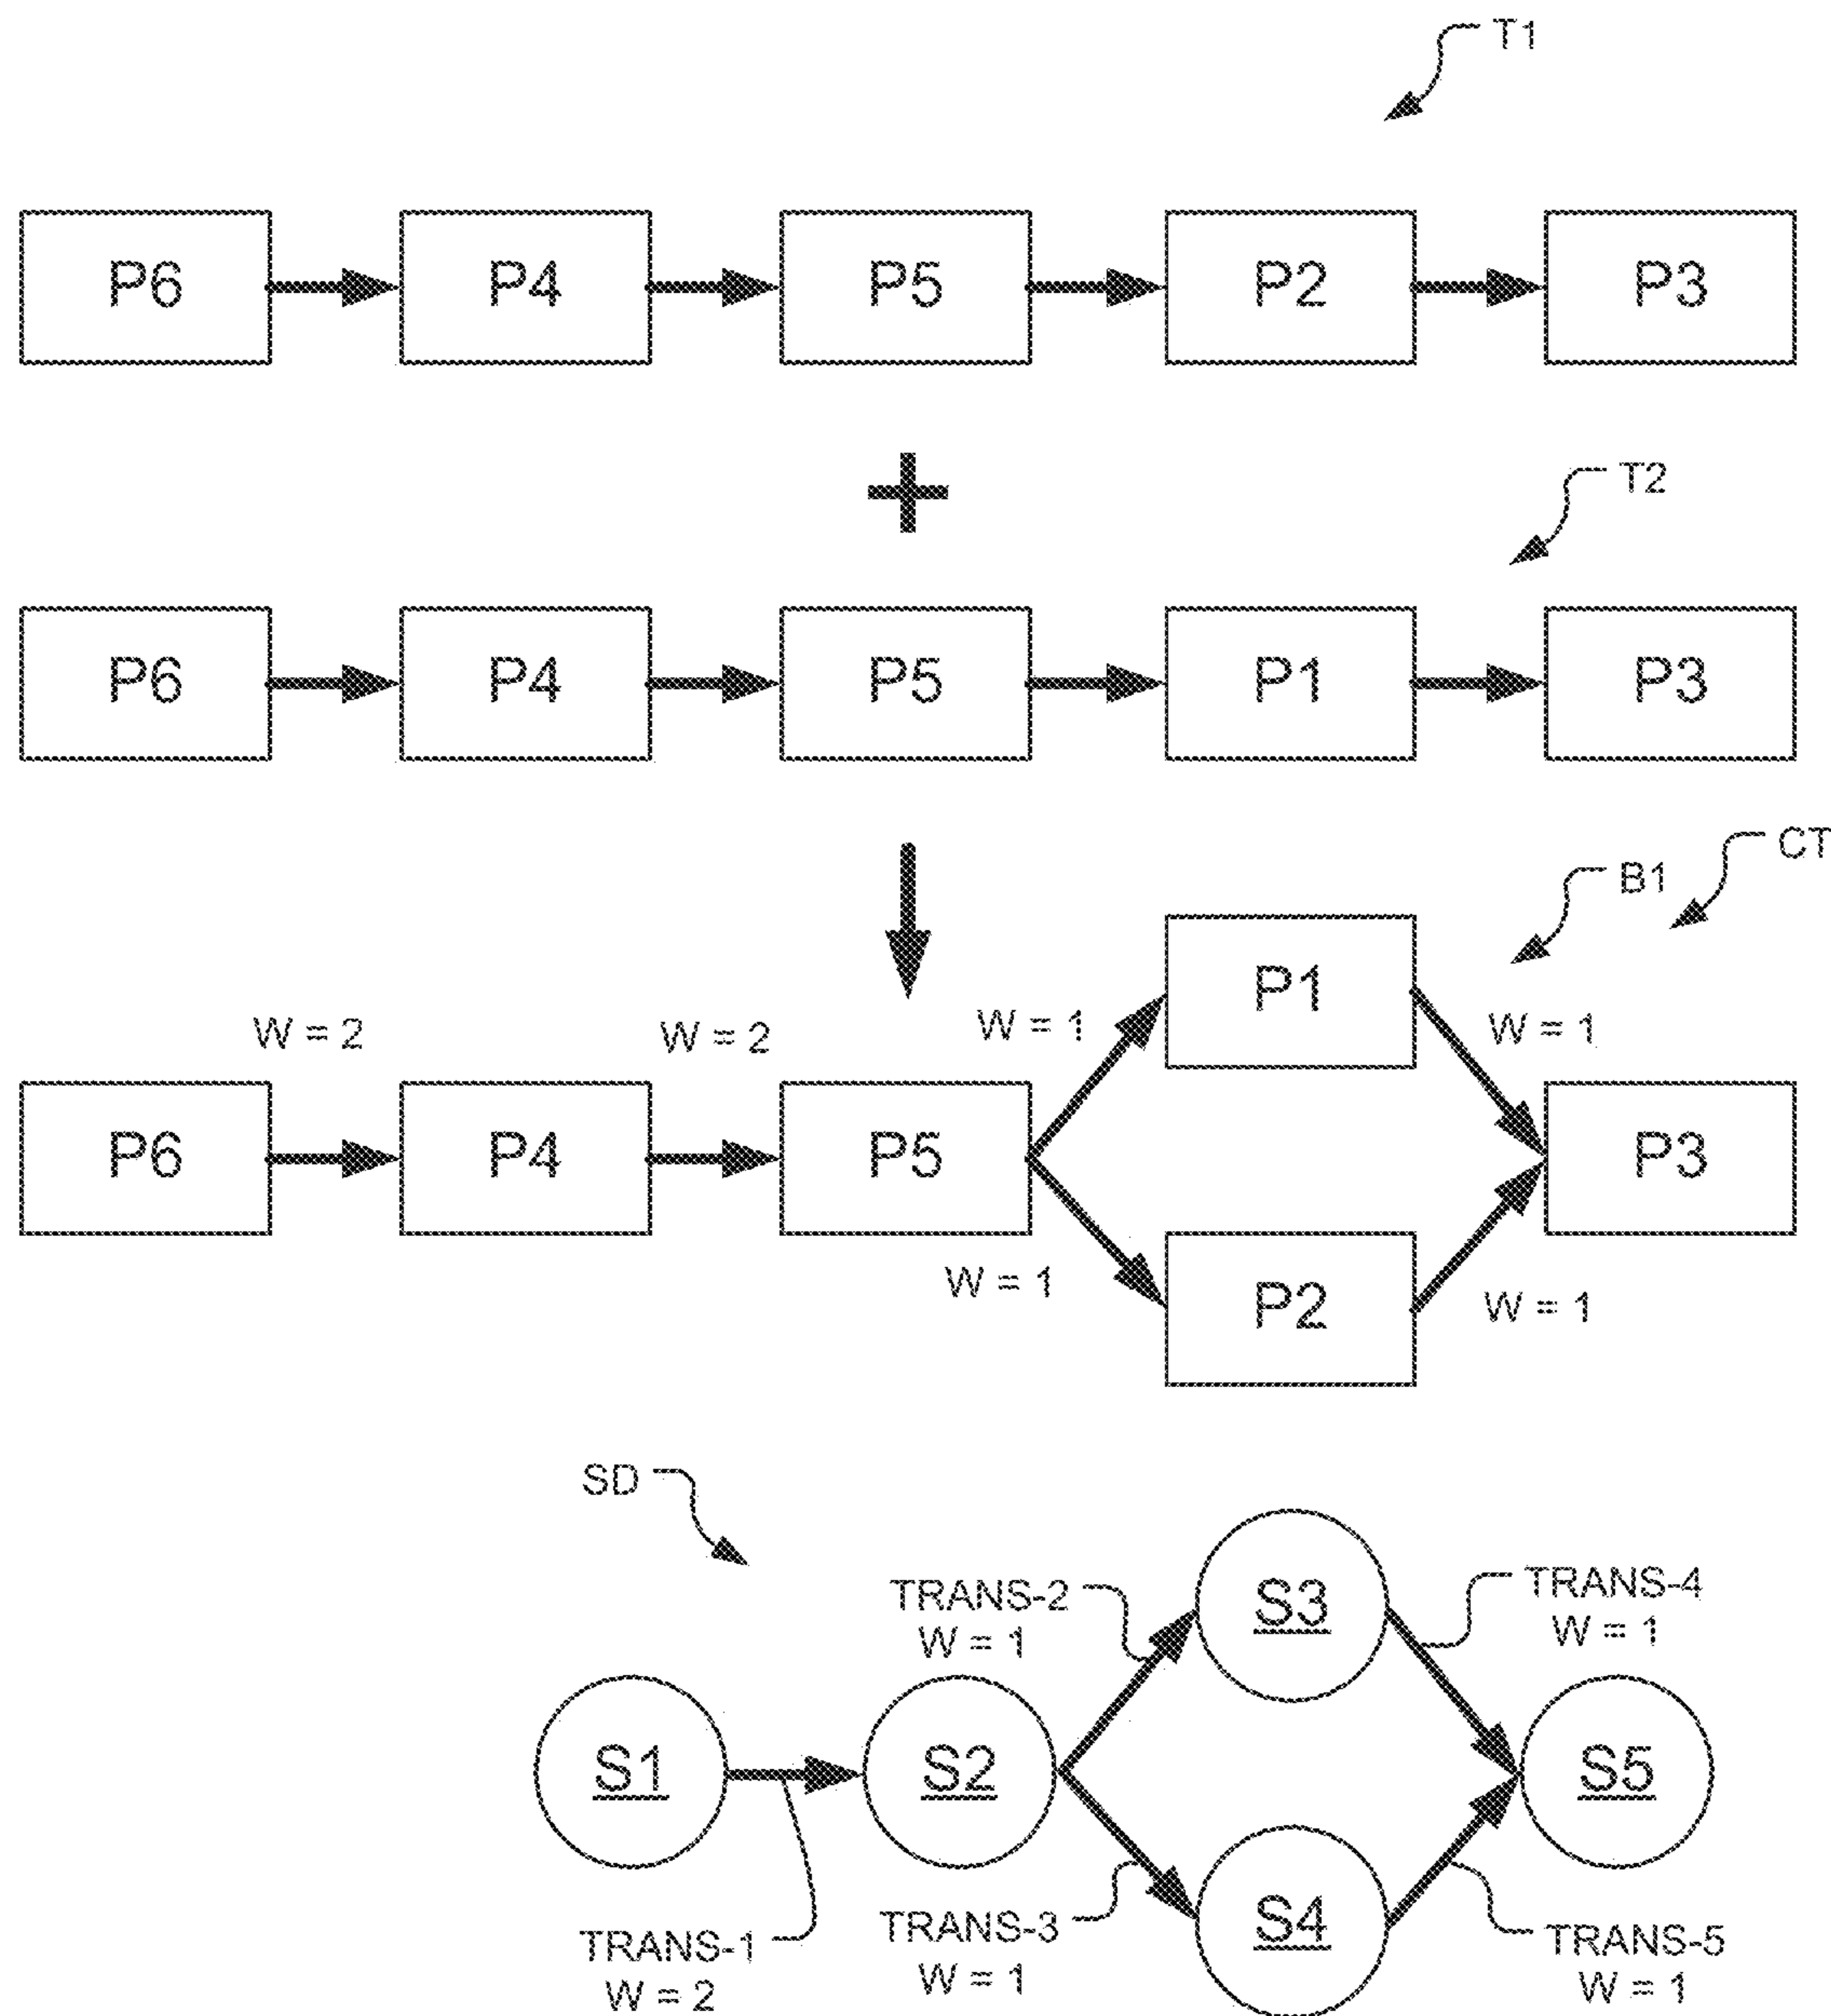 T1
P6
P4
P5
P2
P3
+
T2
P6
P4
P5
P1
P3
CT
B1
P1
W = 2
W = 2
W = 1
W = 1
P6
P4
P5
P3
W = 1
P2
W = 1
SD
TRANS-2
W = 1
S3
TRANS-4
W = 1
S1
S2
S5
TRANS-1
W = 2
TRANS-3
W = 1
S4
TRANS-5
W = 1